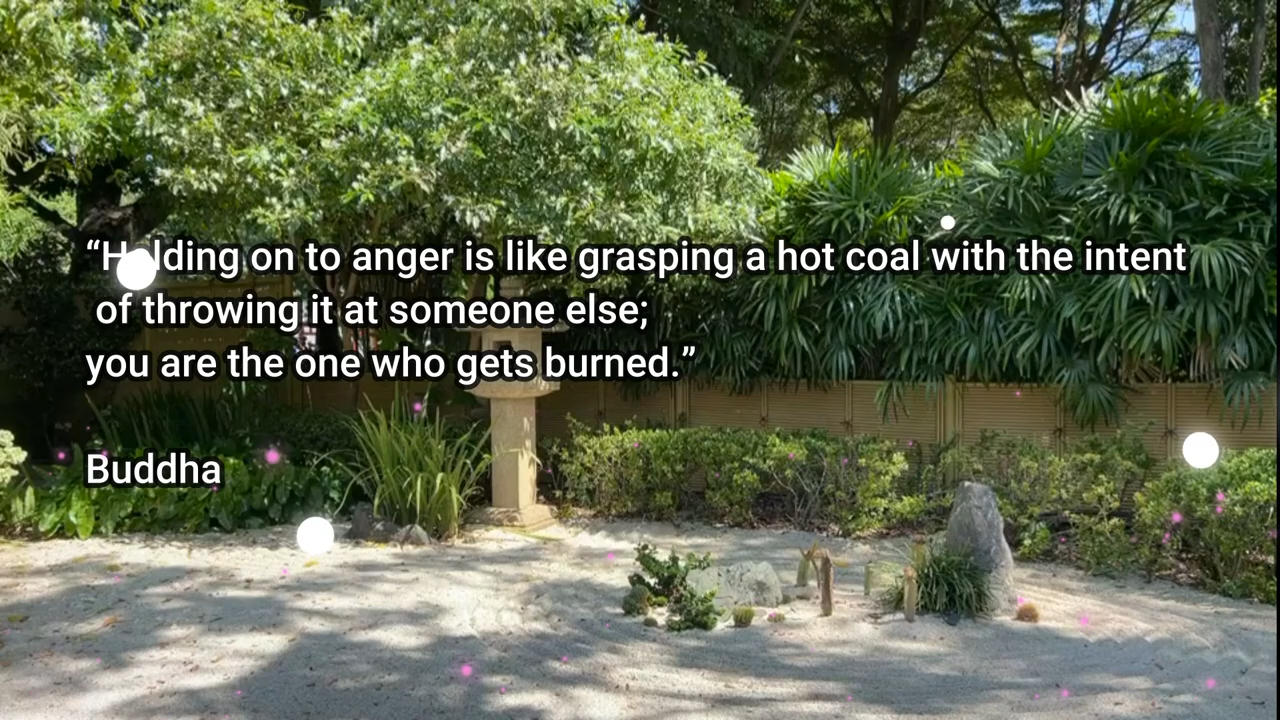 “Holding on to anger is like grasping a hot coal with the intent
of throwing it at someone else;
you are the one who gets burned.”
Buddha